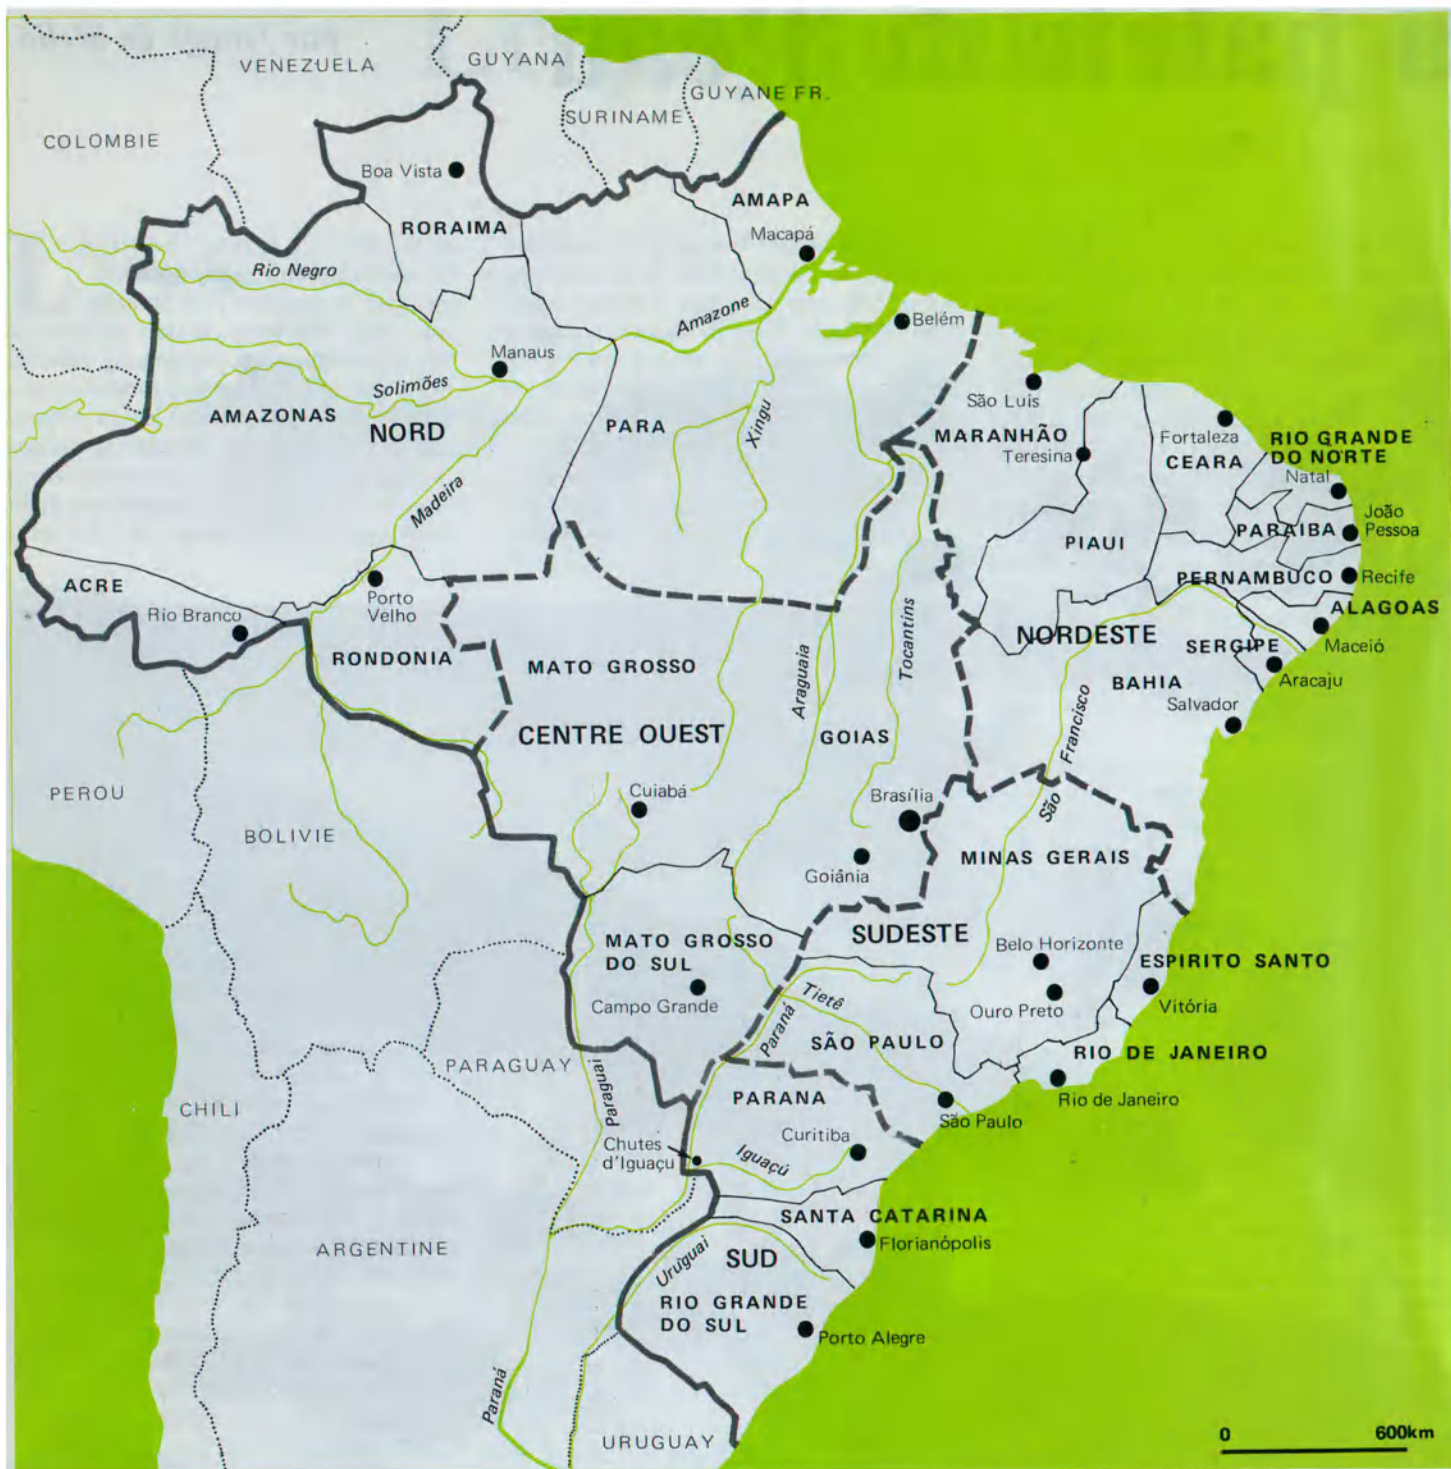 VENEZUELA
GUYANA
GUYANE FR.
SURINAME
COLOMBIE
Boa Vista
RORAIMA
AMAPA
Macapá
Rio Negro
Amazone
Belém
Manaus
Solimões
AMAZONAS
NORD
PARA
Xingu
São Luis
MARANHÃO
Teresina
Fortaleza
CEARA
RIO GRANDE
DO NORTE
Natal
João
Pessoa
PARAIBA
PIAUI
PERNAMBUCO
Recife
ALAGOAS
Maceió
SERGIPE
Aracaju
NORDESTE
BAHIA
Salvador
Madeira
ACRE
Rio Branco
Porto
Velho
RONDONIA
MATO GROSSO
CENTRE OUEST
Araguaia
Tocantins
GOIAS
São Francisco
PEROU
BOLIVIE
Cuiabá
Brasília
Goiânia
MINAS GERAIS
SUDESTE
Belo Horizonte
Ouro Preto
ESPIRITO SANTO
Vitória
MATO GROSSO
DO SUL
Campo Grande
Tietê
Paraná
SÃO PAULO
RIO DE JANEIRO
Rio de Janeiro
São Paulo
PARAGUAY
Paraguai
CHILI
PARANA
Curitiba
Chutes
d'Iguaçu
Iguaçú
SANTA CATARINA
Florianópolis
ARGENTINE
Uruguai
SUD
RIO GRANDE
DO SUL
Porto Alegre
Paraná
URUGUAY
0 600km